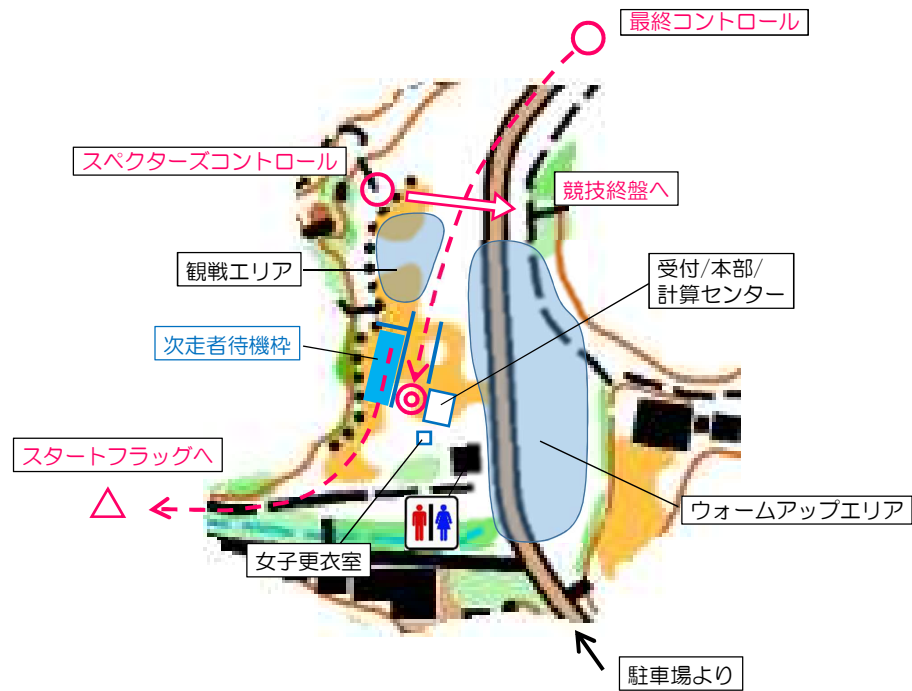 最終コントロール
スペクターズコントロール
競技終盤へ
観戦エリア
受付/本部/
計算センター
次走者待機枠
スタートフラッグへ
ウォームアップエリア
女子更衣室
駐車場より